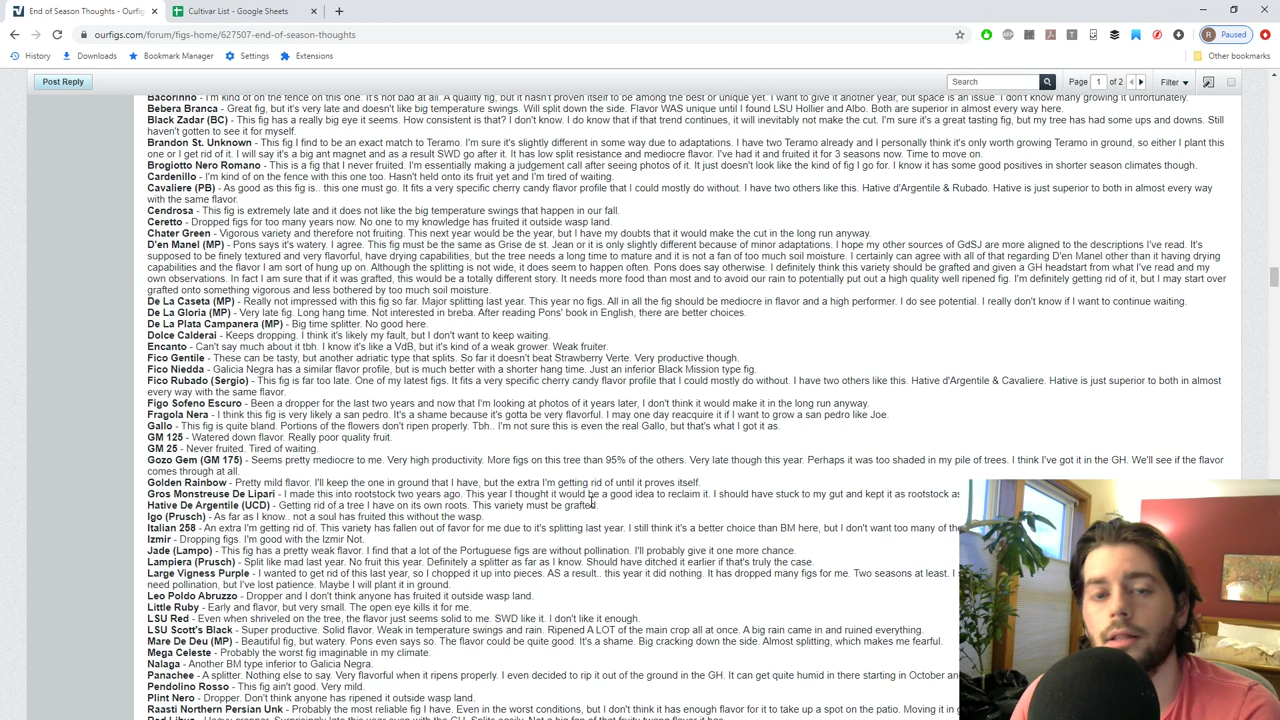 End of Season Thoughts - Ourfig
Cultivar List - Google Sheets
ourfigs.com/forum/figs-home/627507-end-of-season-thoughts
Paused
History Downloads Bookmark Manager Settings Extensions Other bookmarks
Post Reply Search Page 1 of 2 Filter
Bacorinho - I'm kind of on the fence on this one. It's not bad at all. A quality fig, but it hasn't proven itself to be among the best or unique yet. I want to give it another year, but space is an issue. I don't know many growing it unfortunately.
Bebera Branca - Great fig, but it's very late and doesn't like big temperature swings. Will split down the side. Flavor WAS unique until I found LSU Hollier and Albo. Both are superior in almost every way here.
Black Zadar (BC) - This fig has a really big eye it seems. How consistent is that? I don't know. I do know that if that trend continues, it will inevitably not make the cut. I'm sure it's a great tasting fig, but my tree has had some ups and downs. Still
haven't gotten to see it for myself.
Brandon St. Unknown - This fig I find to be an exact match to Teramo. I'm sure it's slightly different in some way due to adaptations. I have two Teramo already and I personally think it's only worth growing Teramo in ground, so either I plant this
one or I get rid of it. I will say it's a big ant magnet and as a result SWD go after it. It has low split resistance and mediocre flavor. I've had it and fruited it for 3 seasons now. Time to move on.
Brogiotto Nero Romano - This is a fig that I never fruited. I'm essentially making a judgement call after seeing photos of it. It just doesn't look like the kind of fig I go for. I know it has some good positives in shorter season climates though.
Cardenillo - I'm kind of on the fence with this one too. Hasn't held onto its fruit yet and I'm tired of waiting.
Cavaliere (PB) - As good as this fig is.. this one must go. It fits a very specific cherry candy flavor profile that I could mostly do without. I have two others like this. Hative d'Argentile & Rubado. Hative is just superior to both in almost every way
with the same flavor.
Cendrosa - This fig is extremely late and it does not like the big temperature swings that happen in our fall.
Ceretto - Dropped figs for too many years now. No one to my knowledge has fruited it outside wasp land.
Chater Green - Vigorous variety and therefore not fruiting. This next year would be the year, but I have my doubts that it would make the cut in the long run anyway.
D'en Manel (MP) - Pons says it's watery. I agree. This fig must be the same as Grise de st. Jean or it is only slightly different because of minor adaptations. I hope my other sources of GdSJ are more aligned to the descriptions I've read. It's
supposed to be finely textured and very flavorful, have drying capabilities, but the tree needs a long time to mature and it is not a fan of too much soil moisture. I certainly can agree with all of that regarding D'en Manel other than it having drying
capabilities and the flavor I am sort of hung up on. Although the splitting is not wide, it does seem to happen often. Pons does say otherwise. I definitely think this variety should be grafted and given a GH headstart from what I've read and my
own observations. In fact I am sure that if it was grafted, this would be a totally different story. It needs more food than most and to avoid our rain to potentially put out a high quality well ripened fig. I'm definitely getting rid of it, but I may start over
grafted onto something vigorous and less bothered by too much soil moisture.
De La Caseta (MP) - Really not impressed with this fig so far. Major splitting last year. This year no figs. All in all the fig should be mediocre in flavor and a high performer. I do see potential. I really don't know if I want to continue waiting.
De La Gloria (MP) - Very late fig. Long hang time. Not interested in breba. After reading Pons' book in English, there are better choices.
De La Plata Campanera (MP) - Big time splitter. No good here.
Dolce Calderai - Keeps dropping. I think it's likely my fault, but I don't want to keep waiting.
Encanto - Can't say much about it tbh. I know it's like a VdB, but it's kind of a weak grower. Weak fruiter.
Fico Gentile - These can be tasty, but another adriatic type that splits. So far it doesn't beat Strawberry Verte. Very productive though.
Fico Niedda - Galicia Negra has a similar flavor profile, but is much better with a shorter hang time. Just an inferior Black Mission type fig.
Fico Rubado (Sergio) - This fig is far too late. One of my latest figs. It fits a very specific cherry candy flavor profile that I could mostly do without. I have two others like this. Hative d'Argentile & Cavaliere. Hative is just superior to both in almost
every way with the same flavor.
Figo Sofeno Escuro - Been a dropper for the last two years and now that I'm looking at photos of it years later, I don't think it would make it in the long run anyway.
Fragola Nera - I think this fig is very likely a san pedro. It's a shame because it's gotta be very flavorful. I may one day reacquire it if I want to grow a san pedro like Joe.
Gallo - This fig is quite bland. Portions of the flowers don't ripen properly. Tbh.. I'm not sure this is even the real Gallo, but that's what I got it as.
GM 125 - Watered down flavor. Really poor quality fruit.
GM 25 - Never fruited. Tired of waiting.
Gozo Gem (GM 175) - Seems pretty mediocre to me. Very high productivity. More figs on this tree than 95% of the others. Very late though this year. Perhaps it was too shaded in my pile of trees. I think I've got it in the GH. We'll see if the flavor
comes through at all.
Golden Rainbow - Pretty mild flavor. I'll keep the one in ground that I have, but the extra I'm getting rid of until it proves itself.
Gros Monstreuse De Lipari - I made this into rootstock two years ago. This year I thought it would be a good idea to reclaim it. I should have stuck to my gut and kept it as rootstock as
Hative De Argentile (UCD) - Getting rid of a tree I have on its own roots. This variety must be grafted.
Igo (Prusch) - As far as I know.. not a soul has fruited this without the wasp.
Italian 258 - An extra I'm getting rid of. This variety has fallen out of favor for me due to it's splitting last year. I still think it's a better choice than BM here, but I don't want too many of the
Izmir - Dropping figs. I'm good with the Izmir Not.
Jade (Lampo) - This fig has a pretty weak flavor. I find that a lot of the Portuguese figs are without pollination. I'll probably give it one more chance.
Lampiera (Prusch) - Split like mad last year. No fruit this year. Definitely a splitter as far as I know. Should have ditched it earlier if that's truly the case.
Large Vigness Purple - I wanted to get rid of this last year, so I chopped it up into pieces. AS a result.. this year it did nothing. It has dropped many figs for me. Two seasons at least. I
need pollination, but I've lost patience. Maybe I will plant it in ground.
Leo Poldo Abruzzo - Dropper and I don't think anyone has fruited it outside wasp land.
Little Ruby - Early and flavor, but very small. The open eye kills it for me.
LSU Red - Even when shriveled on the tree, the flavor just seems solid to me. SWD like it. I don't like it enough.
LSU Scott's Black - Super productive. Solid flavor. Weak in temperature swings and rain. Ripened A LOT of the main crop all at once. A big rain came in and ruined everything.
Mare De Deu (MP) - Beautiful fig, but watery. Pons even says so. The flavor could be quite good. It's a shame. Big cracking down the side. Almost splitting, which makes me fearful.
Mega Celeste - Probably the worst fig imaginable in my climate.
Nalaga - Another BM type inferior to Galicia Negra.
Panachee - A splitter. Nothing else to say. Very flavorful when it ripens properly. I even decided to rip it out of the ground in the GH. It can get quite humid in there starting in October an
Pendolino Rosso - This fig ain't good. Very mild.
Plint Nero - Dropper. Don't think anyone has ripened it outside wasp land.
Raasti Northern Persian Unk - Probably the most reliable fig I have. Even in the worst conditions, but I don't think it has enough flavor for it to take up a spot on the patio. Moving it in g